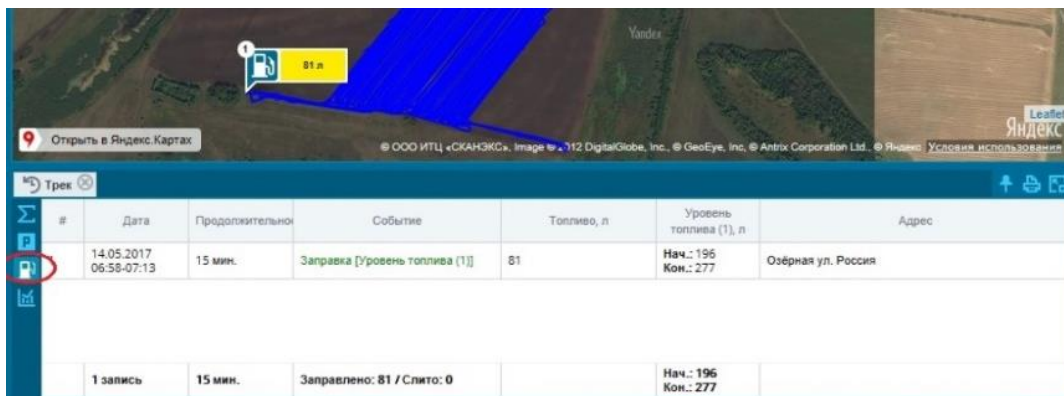 Yandex
1
81 л
Leaflet
Яндекс
Открыть в Яндекс.Картах
© ООО ИТЦ «СКАНЭКС», Image © 2012 DigitalGlobe, Inc., © GeoEye, Inc, © Antrix Corporation Ltd., © Яндекс Условия использования
Трек
# Дата Продолжительнос Событие Топливо, л Уровень топлива (1), л Адрес
14.05.2017 15 мин. Заправка [Уровень топлива (1)] 81 Нач.: 196 Озёрная ул. Россия
06:58-07:13 Кон.: 277
1 запись 15 мин. Заправлено: 81 / Слито: 0 Нач.: 196
Кон.: 277